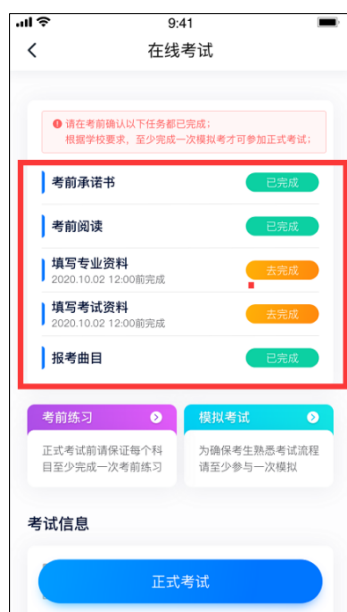 9:41
在线考试
请在考前确认以下任务都已完成；
根据学校要求，至少完成一次模拟考才可参加正式考试；
考前承诺书 已完成
考前阅读 已完成
填写专业资料 去完成
2020.10.02 12:00前完成
填写考试资料 去完成
2020.10.02 12:00前完成
报考曲目 已完成
考前练习 模拟考试
正式考试前请保证每个科 为确保考生熟悉考试流程
目至少完成一次考前练习 请至少参与一次模拟
考试信息
正式考试